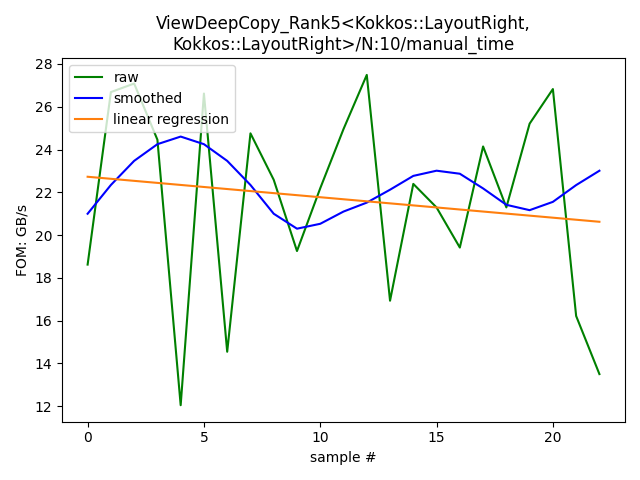 ViewDeepCopy_Rank5<Kokkos::LayoutRight,
Kokkos::LayoutRight>/N:10/manual_time
raw
smoothed
linear regression
FOM: GB/s
28
26
24
22
20
18
16
14
12
0
5
10
15
20
sample #